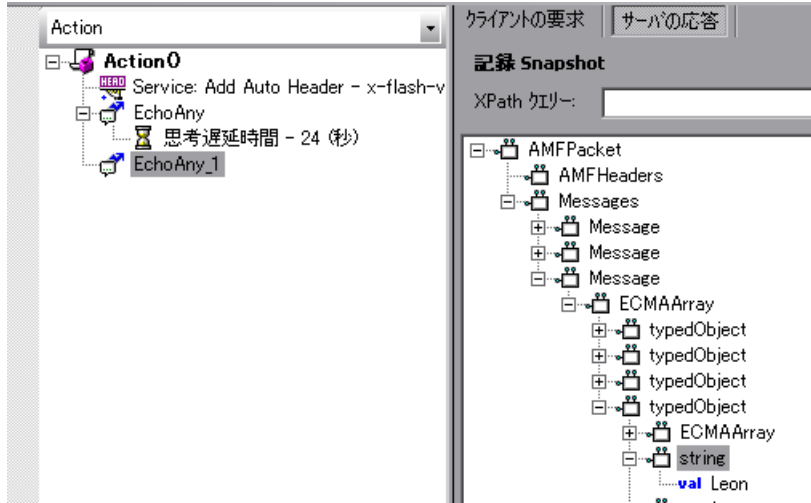 Action
Action()
Service: Add Auto Header - x-flash-v
EchoAny
思考遅延時間 - 24 (秒)
EchoAny_1
クライアントの要求
サーバの応答
記録 Snapshot
XPath クエリー:
AMFPacket
AMFHeaders
Messages
Message
Message
Message
ECMAArray
typedObject
typedObject
typedObject
typedObject
ECMAArray
string
val Leon